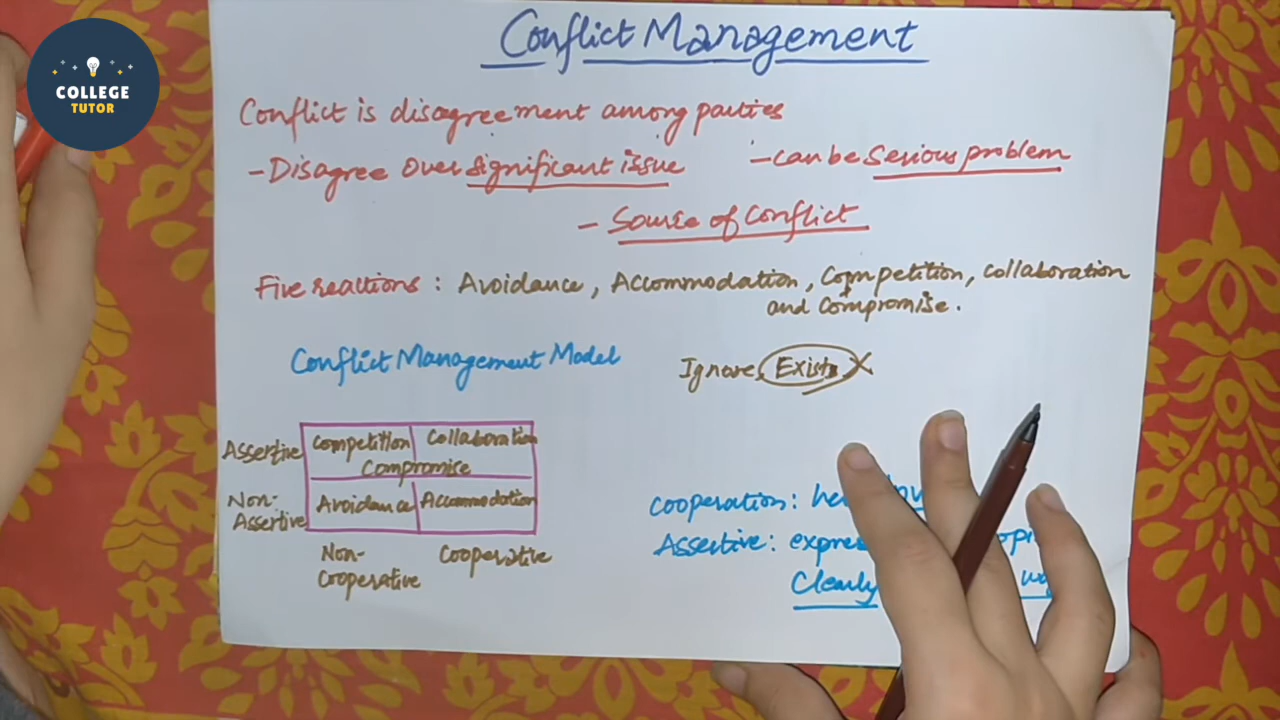 COLLEGE
TUTOR
Conflict Management
Conflict is disagreement among parties
- Disagree Over significant issue
- can be serious problem
- Source of Conflict
Five reactions : Avoidance, Accommodation, Competition, Collaboration
and Compromise.
Conflict Management Model
Ignore, Exists
Assertive
Competition
Collaboration
Compromise
Non-
Assertive
Avoidance
Accommodation
Non-
Cooperative
Cooperative
Cooperation:
Assertive:
Clearly